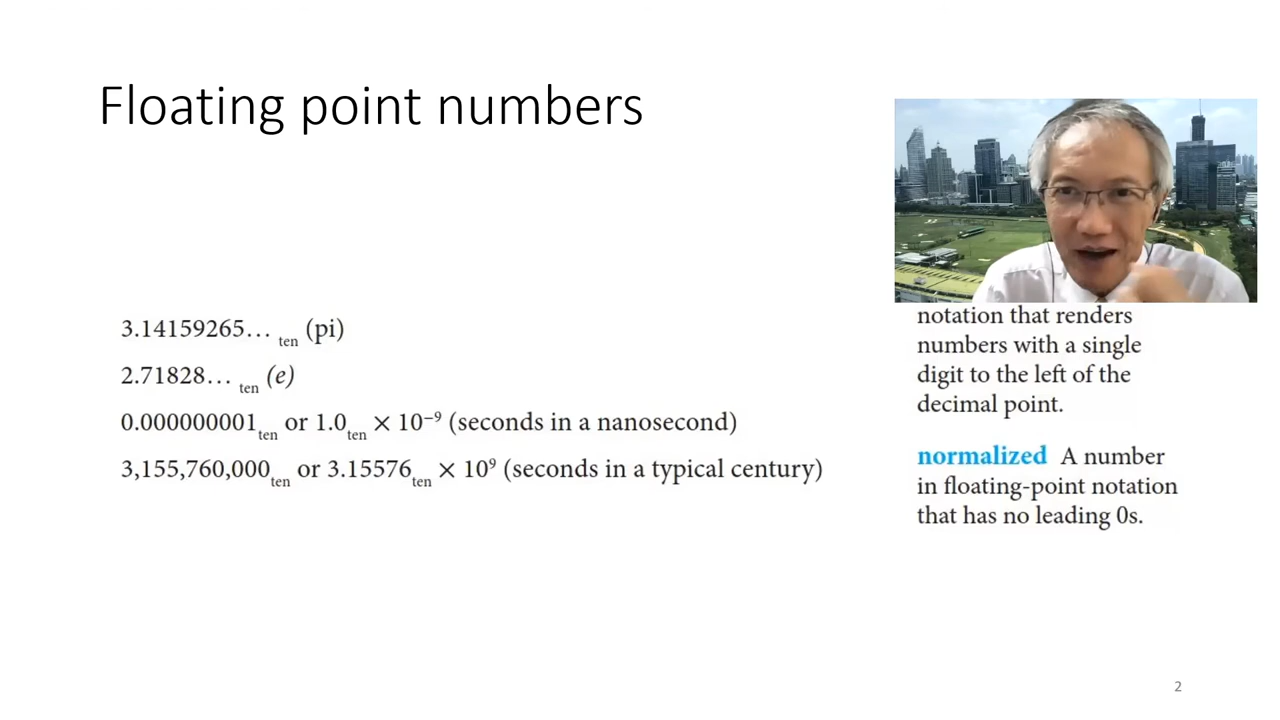 Floating point numbers
3.14159265… ten (pi)
2.71828… ten (e)
0.000000001ten or 1.0ten × 10⁻⁹ (seconds in a nanosecond)
3,155,760,000ten or 3.15576ten × 10⁹ (seconds in a typical century)
notation that renders
numbers with a single
digit to the left of the
decimal point.
normalized A number
in floating-point notation
that has no leading 0s.
2